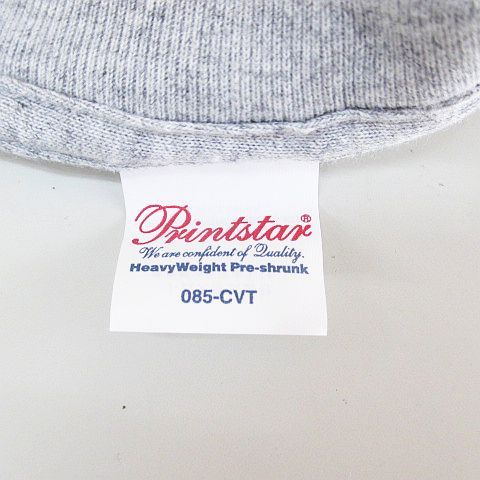 Printstar®
We are confident of Quality.
HeavyWeight Pre-shrunk
085-CVT